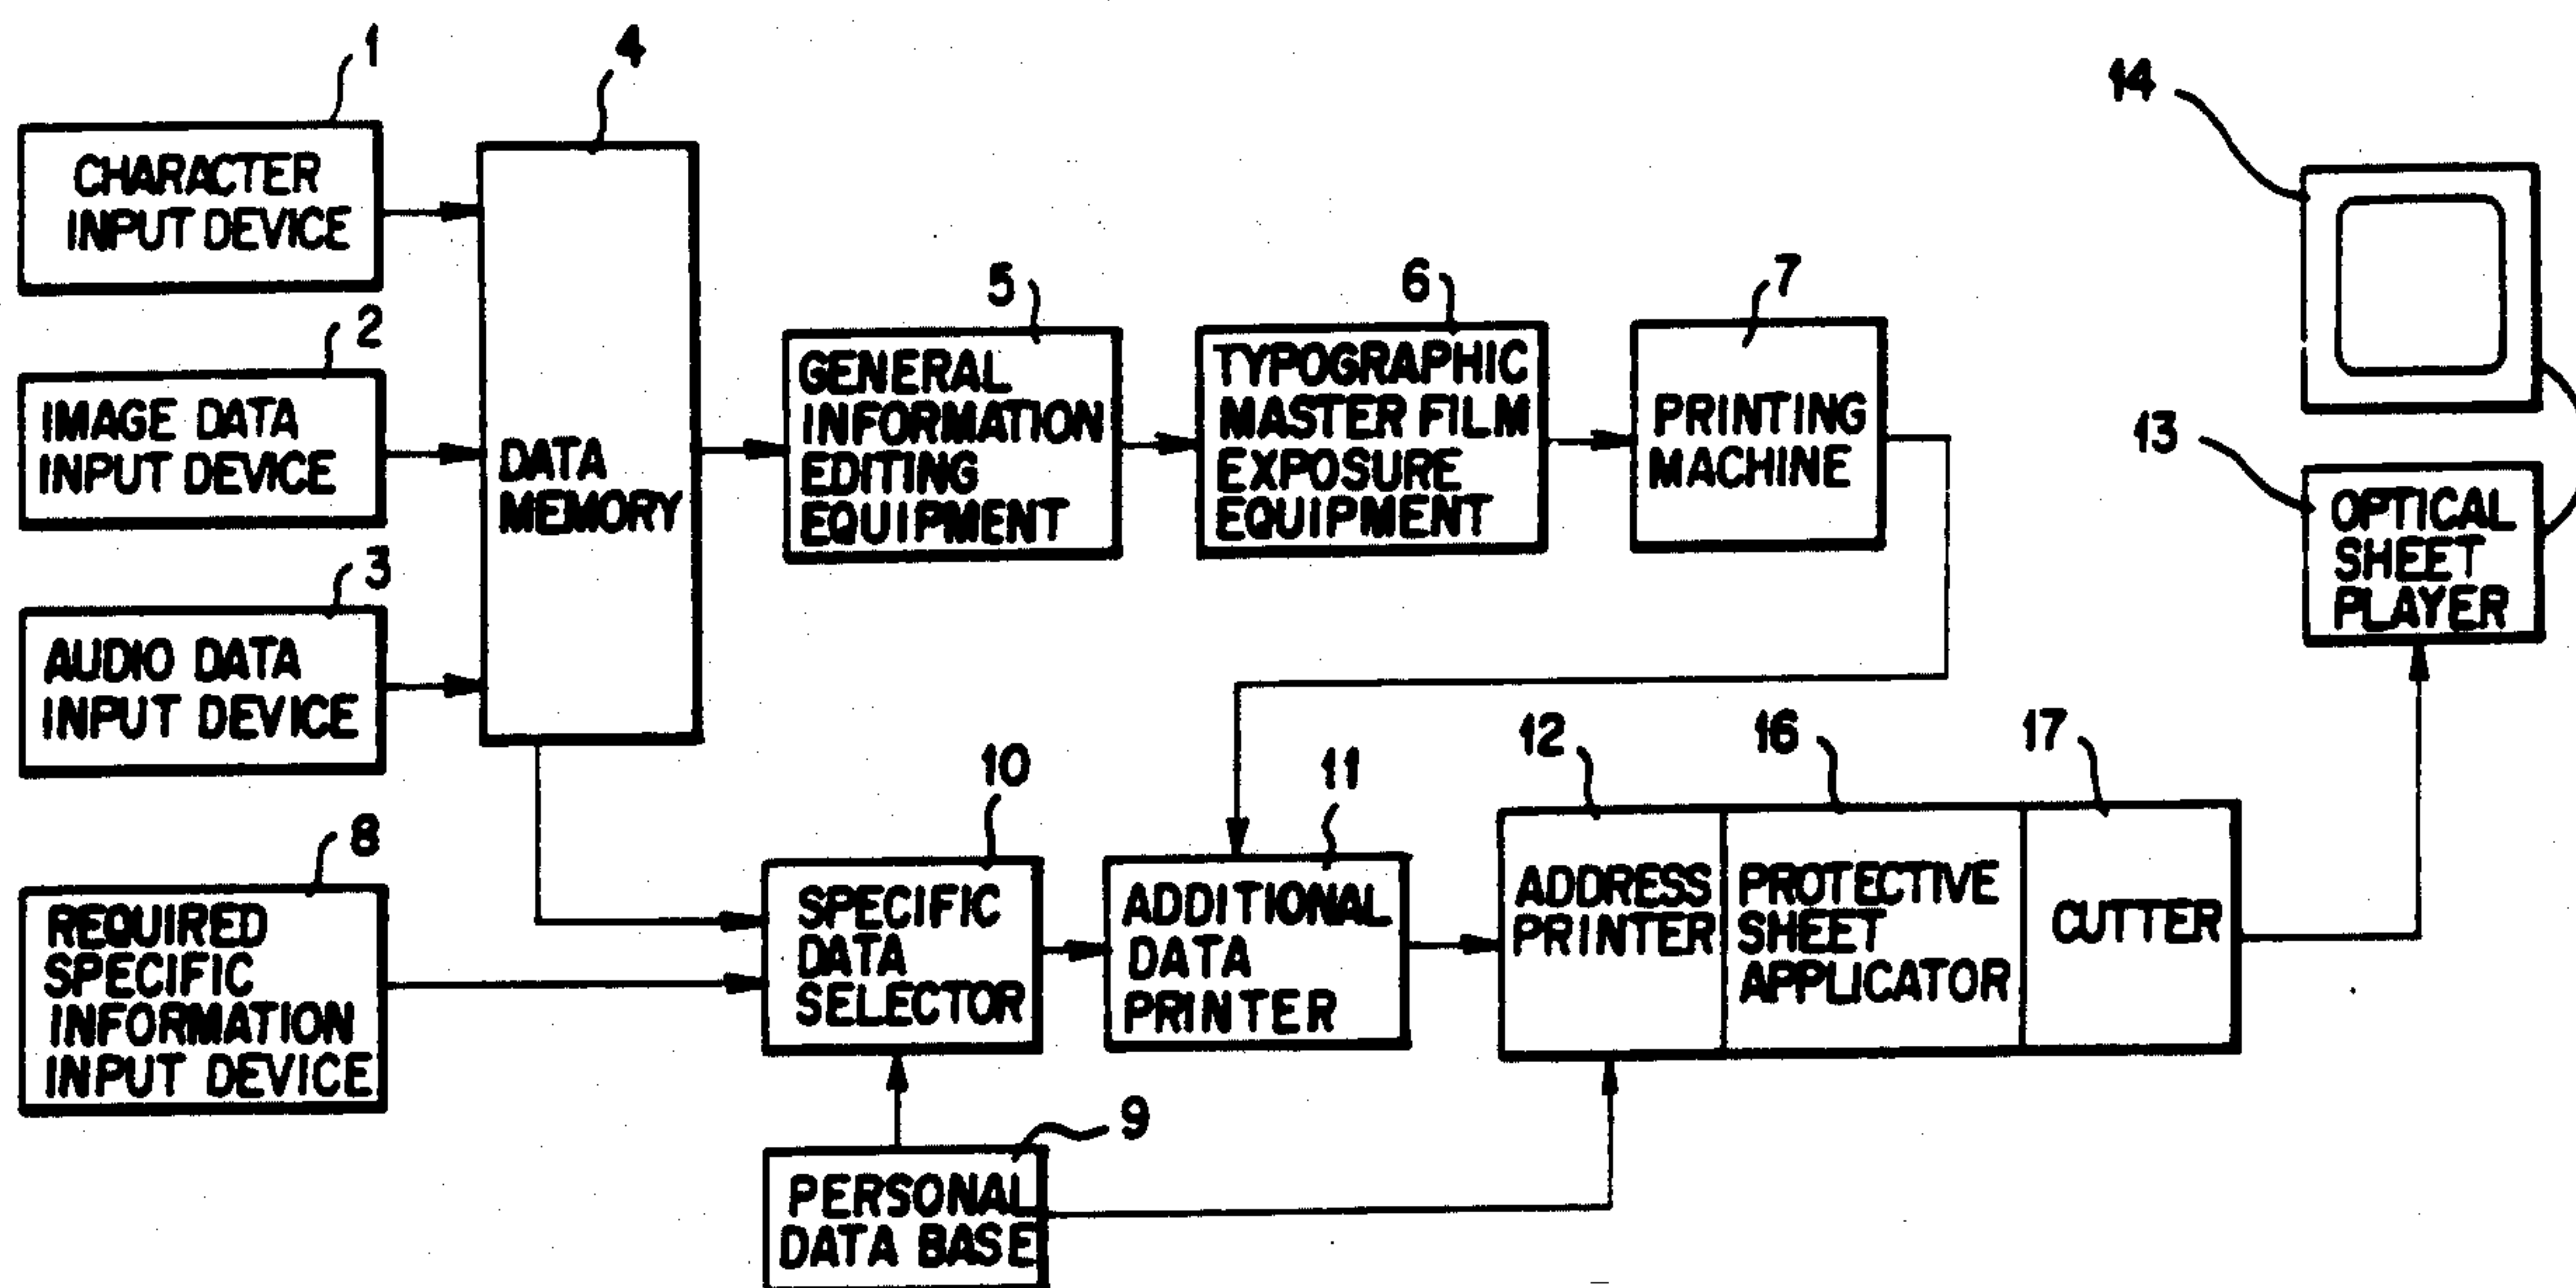 1
CHARACTER
INPUT DEVICE
2
IMAGE DATA
INPUT DEVICE
3
AUDIO DATA
INPUT DEVICE
4
DATA
MEMORY
5
GENERAL
INFORMATION
EDITING
EQUIPMENT
6
TYPOGRAPHIC
MASTER FILM
EXPOSURE
EQUIPMENT
7
PRINTING
MACHINE
14
13
OPTICAL
SHEET
PLAYER
8
REQUIRED
SPECIFIC
INFORMATION
INPUT DEVICE
10
SPECIFIC
DATA
SELECTOR
11
ADDITIONAL
DATA
PRINTER
12
ADDRESS
PRINTER
16
PROTECTIVE
SHEET
APPLICATOR
17
CUTTER
9
PERSONAL
DATA BASE